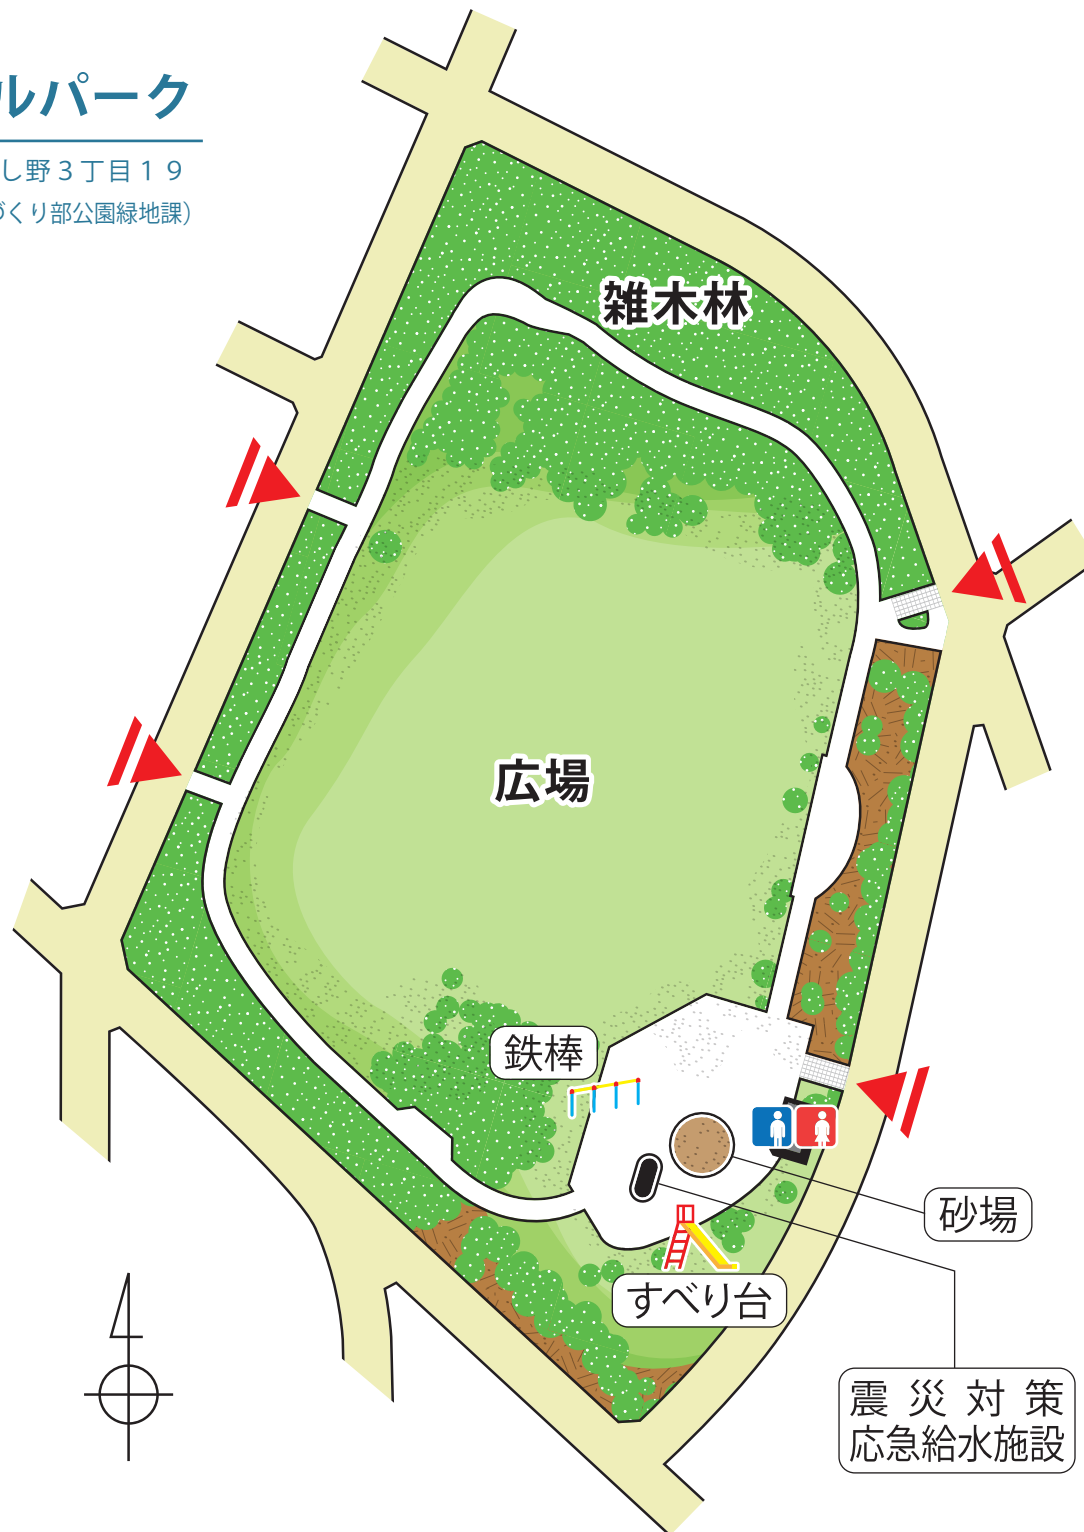 ルパーク
し野３丁目１９
づくり部公園緑地課）
雑木林
広場
鉄棒
砂場
すべり台
震災対策
応急給水施設